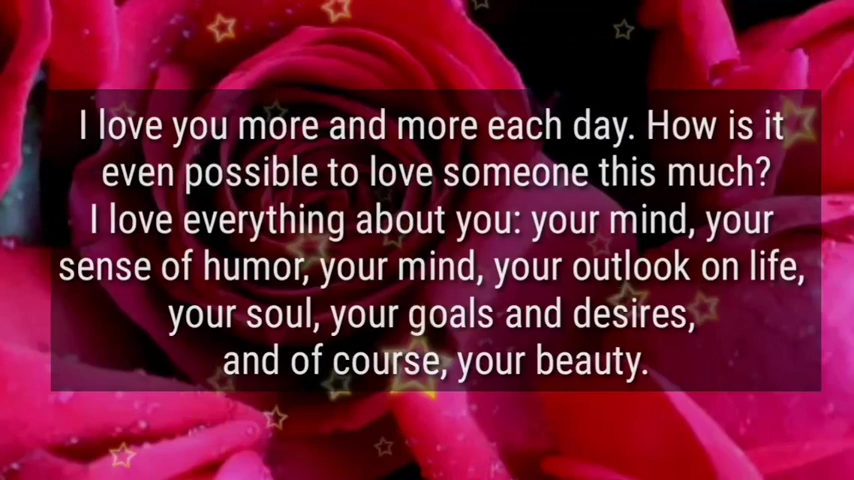 I love you more and more each day. How is it
even possible to love someone this much?
I love everything about you: your mind, your
sense of humor, your mind, your outlook on life,
your soul, your goals and desires,
and of course, your beauty.